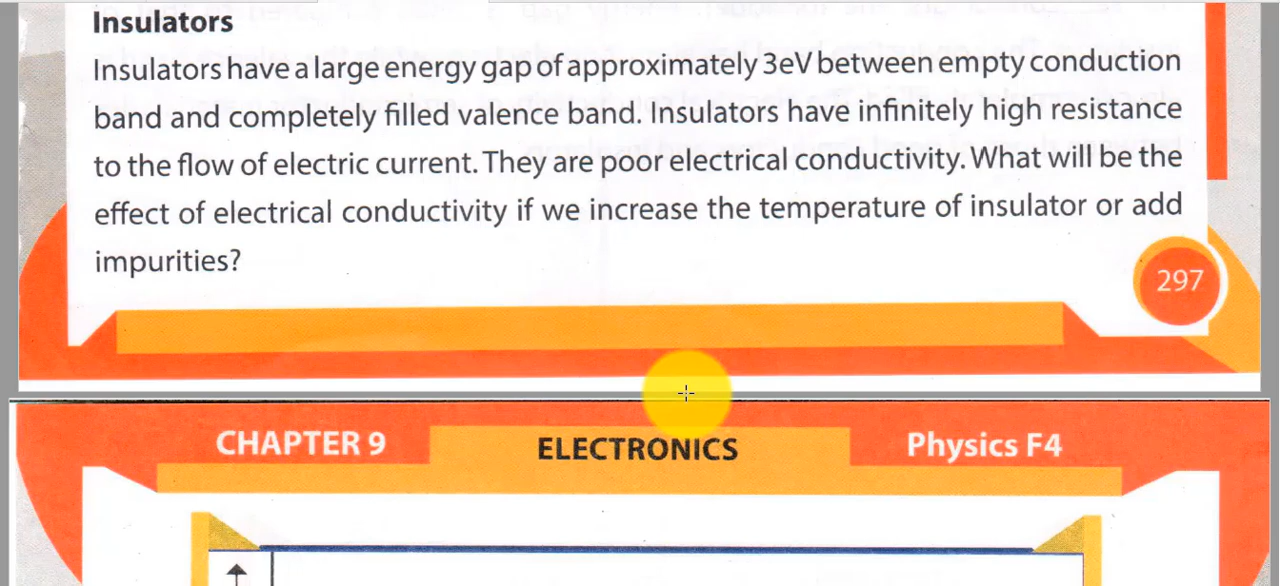 Insulators
Insulators have a large energy gap of approximately 3eV between empty conduction
band and completely filled valence band. Insulators have infinitely high resistance
to the flow of electric current. They are poor electrical conductivity. What will be the
effect of electrical conductivity if we increase the temperature of insulator or add
impurities?
297
CHAPTER 9 ELECTRONICS Physics F4